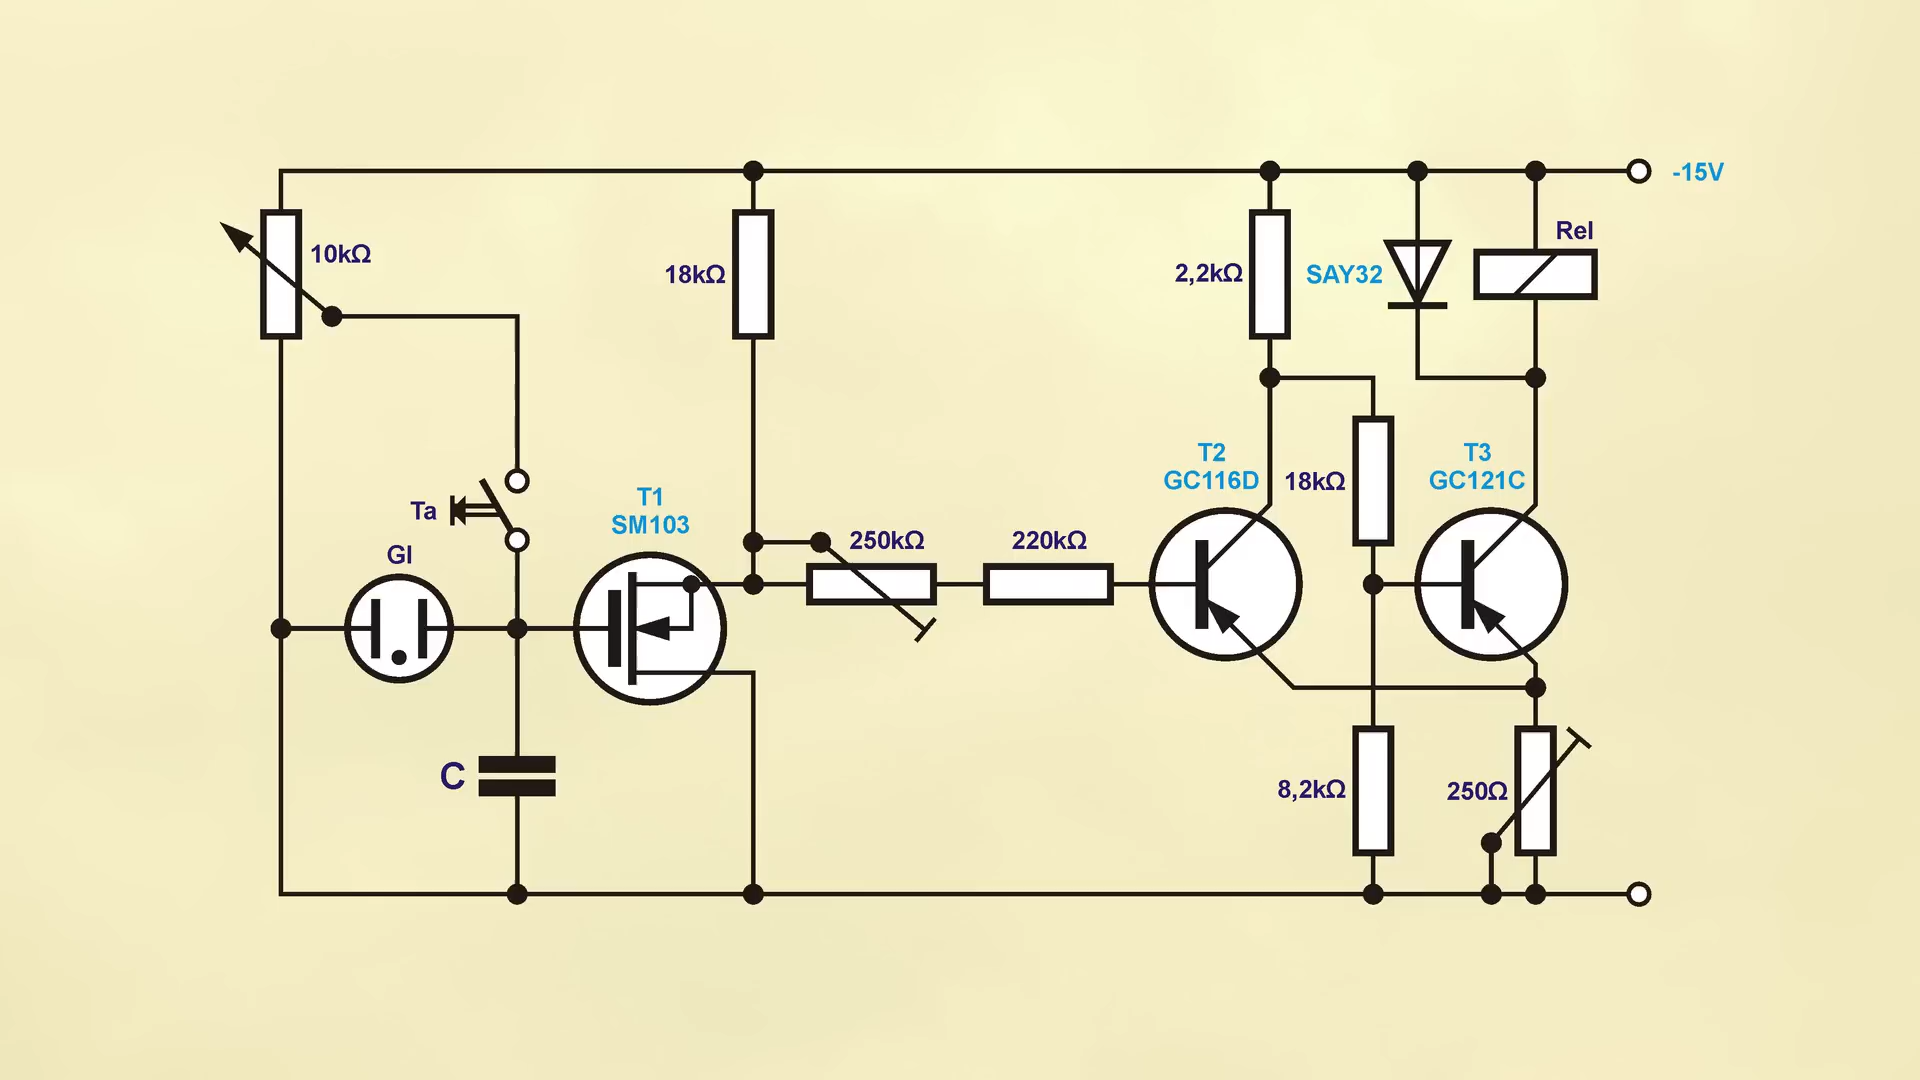 -15V
Rel
10kΩ
18kΩ
2,2kΩ
SAY32
T2
GC116D
18kΩ
T3
GC121C
Ta
T1
SM103
Gl
250kΩ
220kΩ
C
8,2kΩ
250Ω